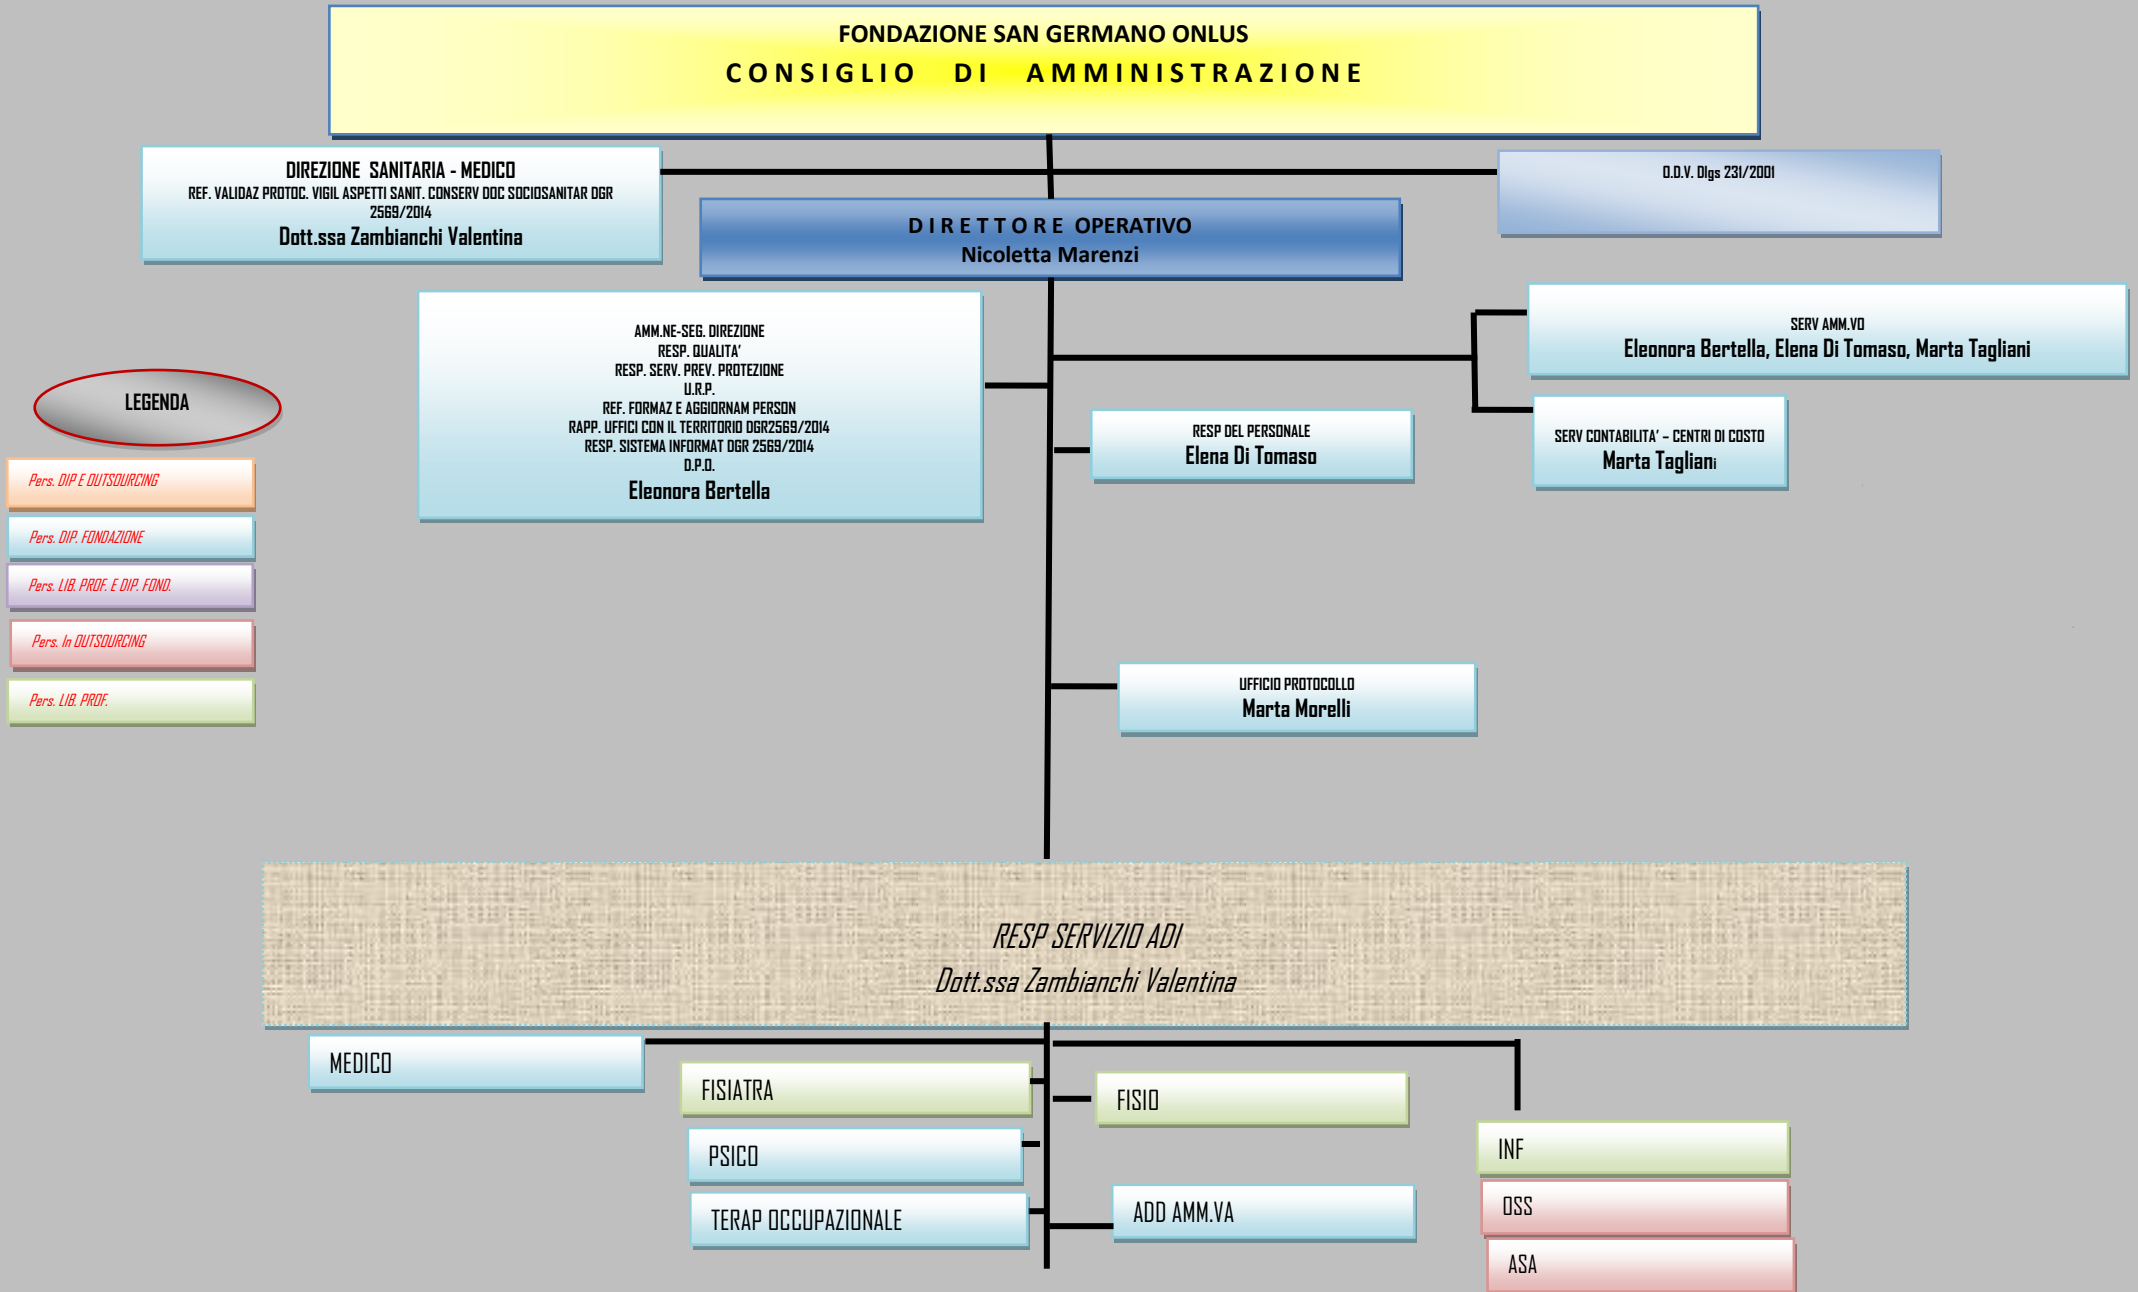 FONDAZIONE SAN GERMANO ONLUS
CONSIGLIO DI AMMINISTRAZIONE
DIREZIONE SANITARIA - MEDICO
REF. VALIDAZ PROTOC. VIGIL ASPETTI SANIT. CONSERV DOC SOCIOSANITAR DGR
2569/2014
Dott.ssa Zambianchi Valentina
O.D.V. Dlgs 231/2001
DIRETTORE OPERATIVO
Nicoletta Marenzi
AMM.NE-SEG. DIREZIONE
RESP. QUALITA'
RESP. SERV. PREV. PROTEZIONE
U.R.P.
REF. FORMAZ E AGGIORNAM PERSON
RAPP. UFFICI CON IL TERRITORIO DGR2569/2014
RESP. SISTEMA INFORMAT DGR 2569/2014
D.P.O.
Eleonora Bertella
SERV AMM.VO
Eleonora Bertella, Elena Di Tomaso, Marta Tagliani
RESP DEL PERSONALE
Elena Di Tomaso
SERV CONTABILITA' – CENTRI DI COSTO
Marta Tagliani
LEGENDA
Pers. DIP E OUTSOURCING
Pers. DIP. FONDAZIONE
Pers. LIB. PROF. E DIP. FOND.
Pers. In OUTSOURCING
Pers. LIB. PROF.
UFFICIO PROTOCOLLO
Marta Morelli
RESP SERVIZIO ADI
Dott.ssa Zambianchi Valentina
MEDICO
FISIATRA
FISIO
PSICO
INF
TERAP OCCUPAZIONALE
ADD AMM.VA
OSS
ASA